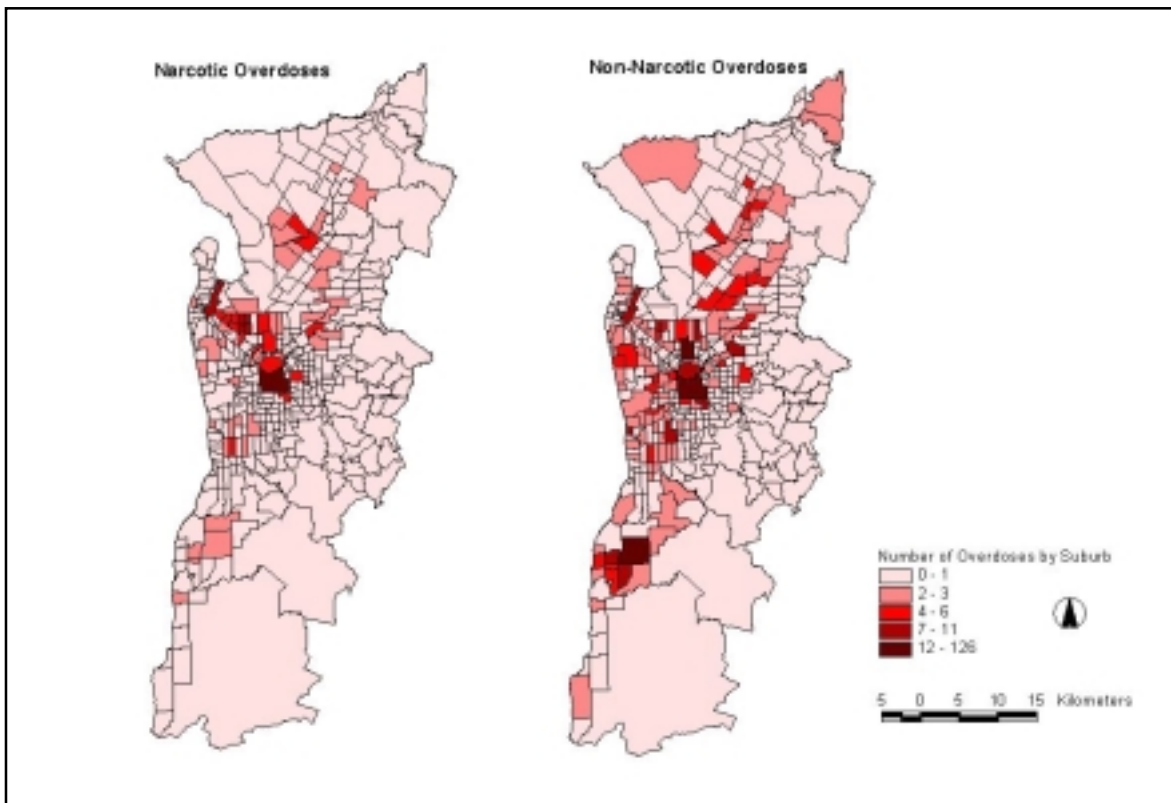 Narcotic Overdoses
Non-Narcotic Overdoses
Number of Overdoses by Suburb
0 - 1
2 - 3
4 - 6
7 - 11
12 - 126
5 0 5 10 15 Kilometers